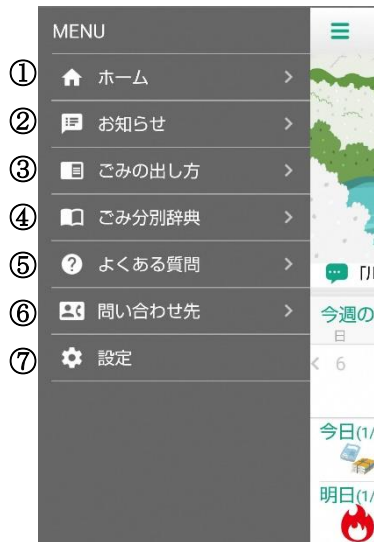 MENU
① ホーム
② お知らせ
③ ごみの出し方
④ ごみ分別辞典
⑤ よくある質問
⑥ 問い合わせ先
⑦ 設定
今週の
日
6
今日(1/
明日(1/